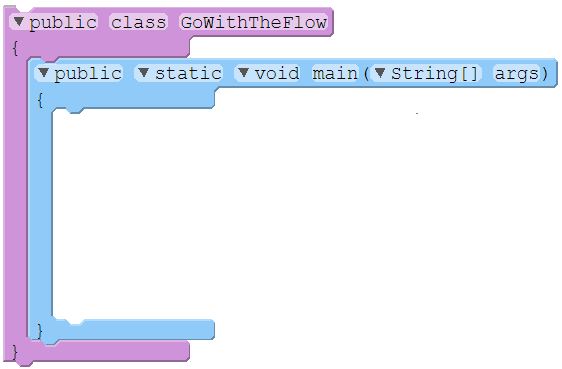 public class GoWithTheFlow
{
public static void main(String[] args)
{
}
}